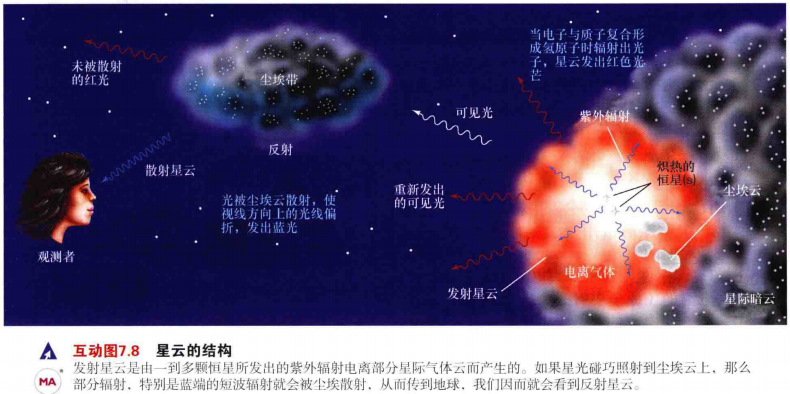 当电子与质子复合形
成氢原子时辐射出光
子，星云发出红色光
芒
未被散射
的红光
尘埃带
可见光
紫外辐射
反射
炽热的
恒星(s)
散射星云
重新发出
的可见光
尘埃云
光被尘埃云散射，使
视线方向上的光线偏
折，发出蓝光
观测者
电离气体
发射星云
星际暗云
互动图7.8 星云的结构
MA
发射星云是由一到多颗恒星所发出的紫外辐射电离部分星际气体云而产生的。如果星光碰巧照射到尘埃云上，那么
部分辐射，特别是蓝端的短波辐射就会被尘埃散射，从而传到地球，我们因而就会看到反射星云。